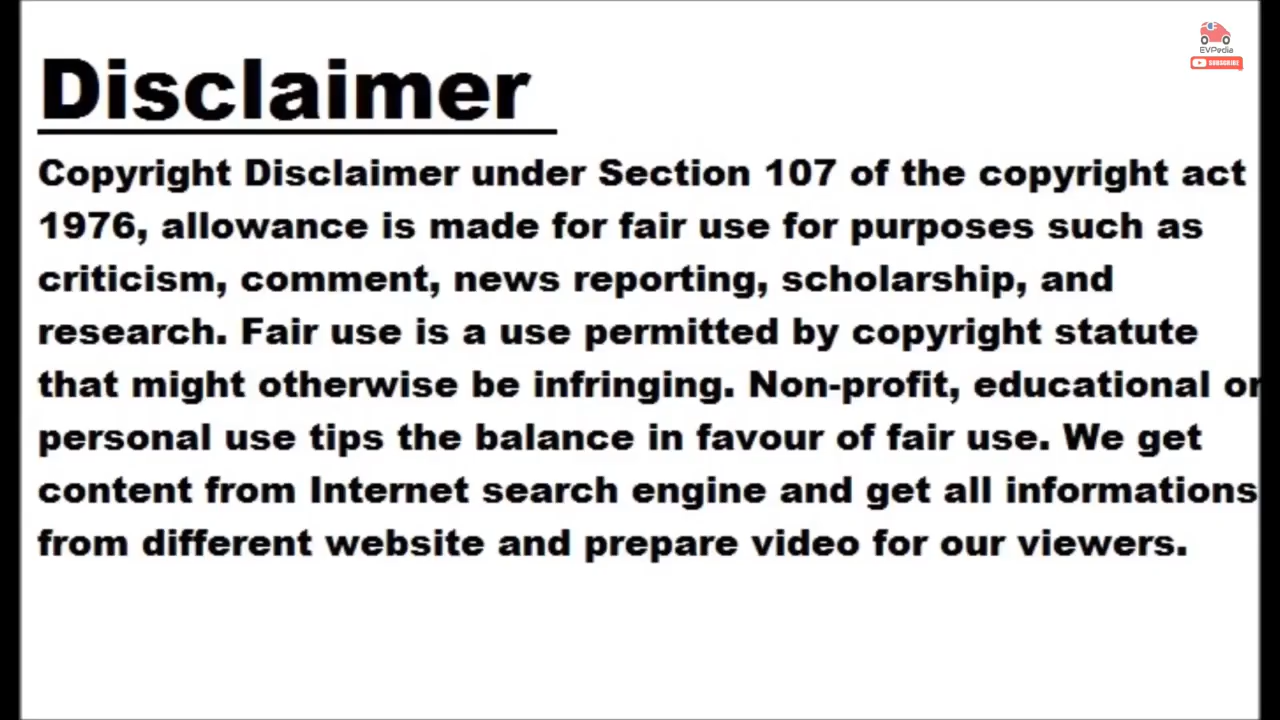 EVPedia
SUBSCRIBE
Disclaimer
Copyright Disclaimer under Section 107 of the copyright act
1976, allowance is made for fair use for purposes such as
criticism, comment, news reporting, scholarship, and
research. Fair use is a use permitted by copyright statute
that might otherwise be infringing. Non-profit, educational or
personal use tips the balance in favour of fair use. We get
content from Internet search engine and get all informations
from different website and prepare video for our viewers.